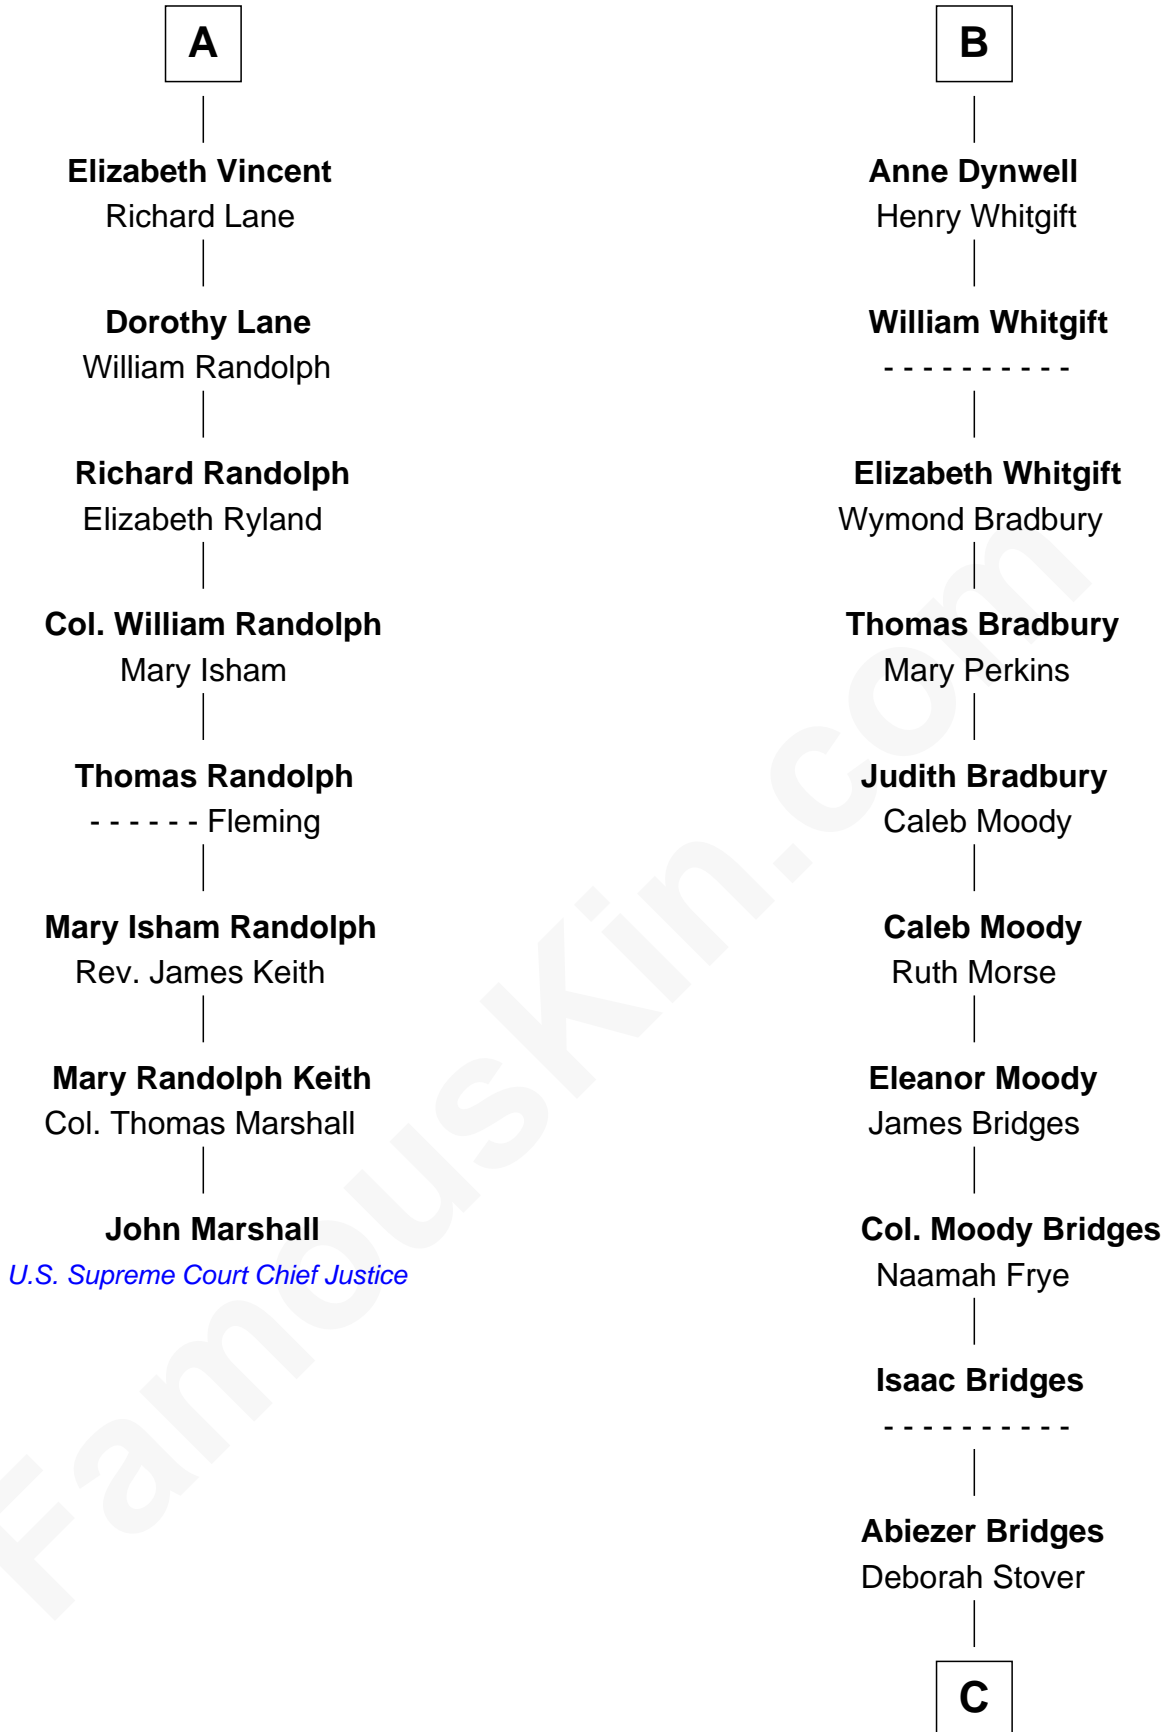 A
Elizabeth Vincent
Richard Lane
Dorothy Lane
William Randolph
Richard Randolph
Elizabeth Ryland
Col. William Randolph
Mary Isham
Thomas Randolph
- - - - - - Fleming
Mary Isham Randolph
Rev. James Keith
Mary Randolph Keith
Col. Thomas Marshall
John Marshall
U.S. Supreme Court Chief Justice
B
Anne Dynwell
Henry Whitgift
William Whitgift
- - - - - - - - - -
Elizabeth Whitgift
Wymond Bradbury
Thomas Bradbury
Mary Perkins
Judith Bradbury
Caleb Moody
Caleb Moody
Ruth Morse
Eleanor Moody
James Bridges
Col. Moody Bridges
Naamah Frye
Isaac Bridges
- - - - - - - - - -
Abiezer Bridges
Deborah Stover
C
FamousKin.com